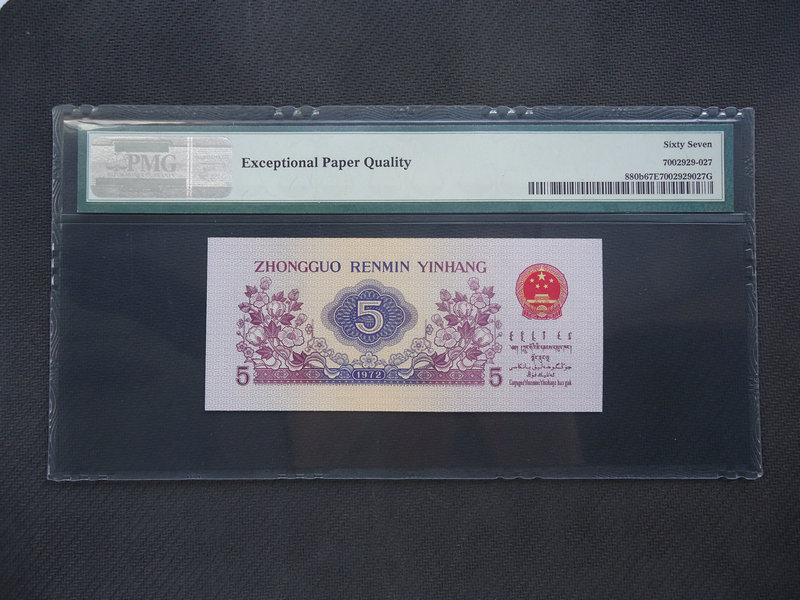 PMG
Exceptional Paper Quality
Sixty Seven
7002929-027
880b67E7002929027G
ZHONGGUO RENMIN YINHANG
5
5
1972
5